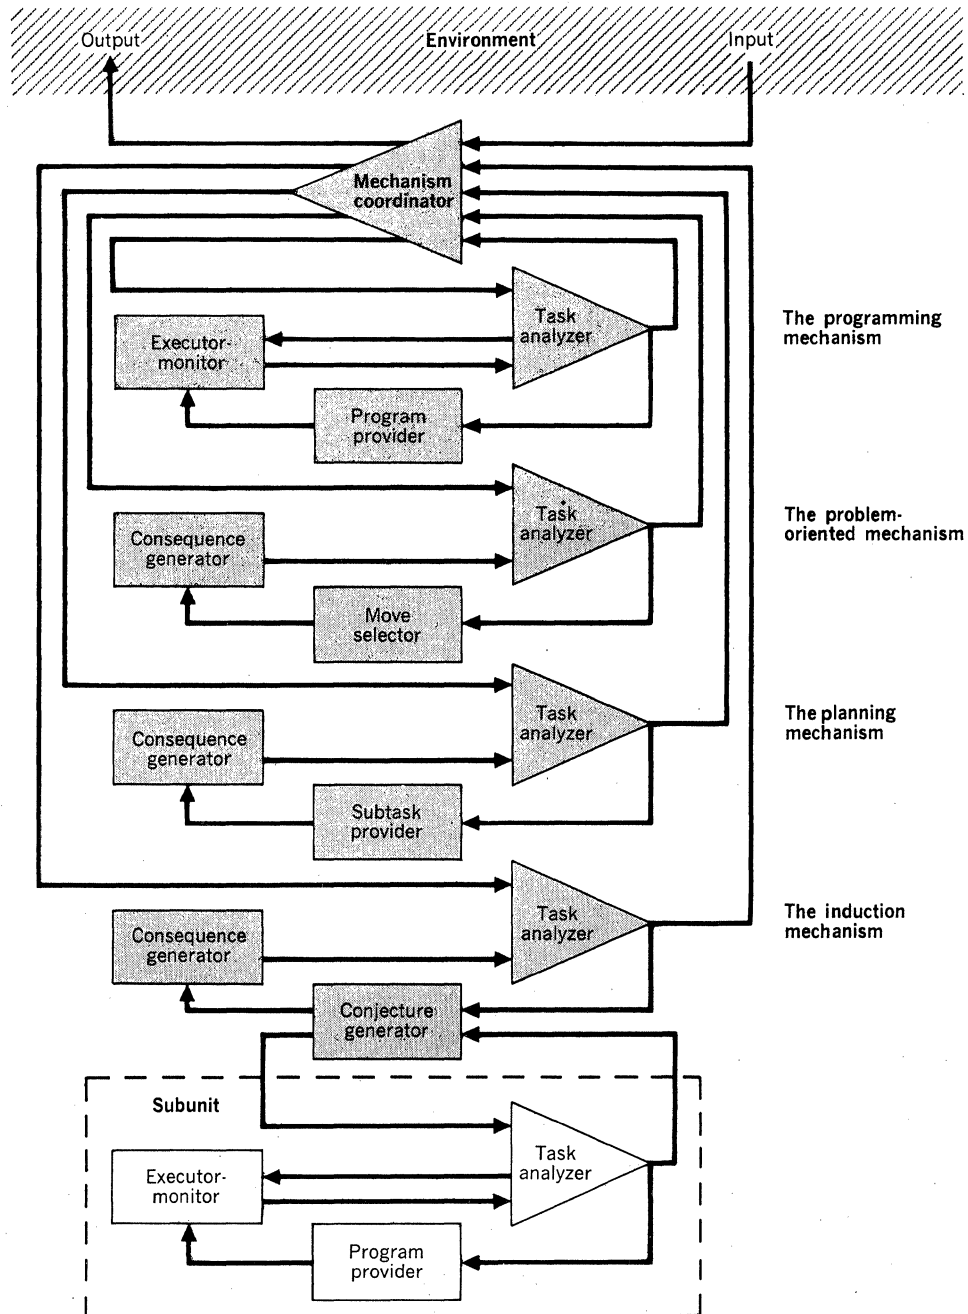 Output Environment Input
Mechanism
coordinator
Task
analyzer
The programming
mechanism
Executor-
monitor
Program
provider
Task
analyzer
The problem-
oriented mechanism
Consequence
generator
Move
selector
Task
analyzer
The planning
mechanism
Consequence
generator
Subtask
provider
Task
analyzer
The induction
mechanism
Consequence
generator
Conjecture
generator
Subunit
Task
analyzer
Executor-
monitor
Program
provider